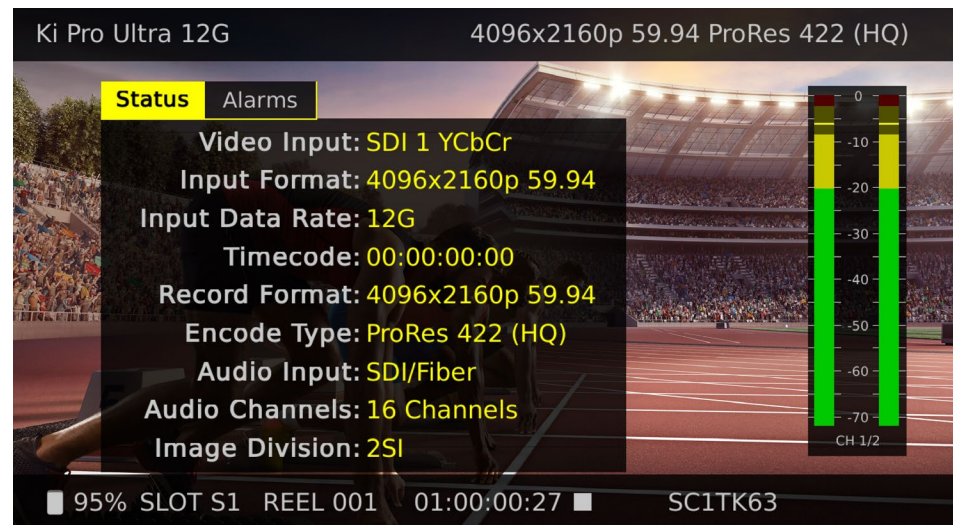 Ki Pro Ultra 12G 4096x2160p 59.94 ProRes 422 (HQ)
Status Alarms
Video Input: SDI 1 YCbCr
Input Format: 4096x2160p 59.94
Input Data Rate: 12G
Timecode: 00:00:00:00
Record Format: 4096x2160p 59.94
Encode Type: ProRes 422 (HQ)
Audio Input: SDI/Fiber
Audio Channels: 16 Channels
Image Division: 2SI
0
-10
-20
-30
-40
-50
-60
-70
CH 1/2
95% SLOT S1 REEL 001 01:00:00:27 SC1TK63